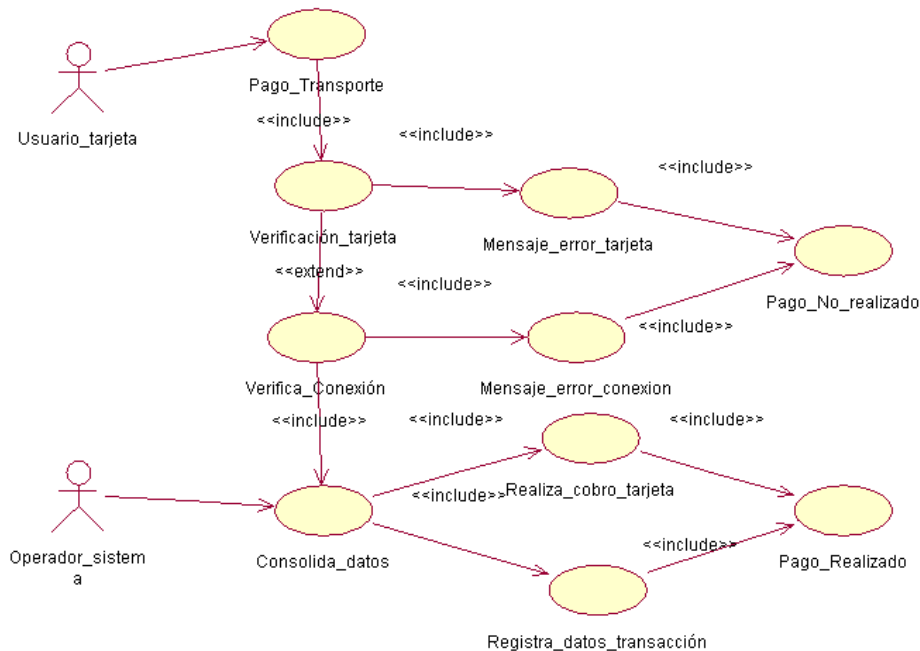 Pago_Transporte
Usuario_tarjeta
<<include>>
<<include>>
<<include>>
Verificación_tarjeta
Mensaje_error_tarjeta
<<extend>>
<<include>>
Pago_No_realizado
<<include>>
Verifica_Conexión
Mensaje_error_conexion
<<include>>
<<include>>
<<include>>
<<include>>
Realiza_cobro_tarjeta
Operador_sistem
a
Consolida_datos
<<include>>
Pago_Realizado
Registra_datos_transacción